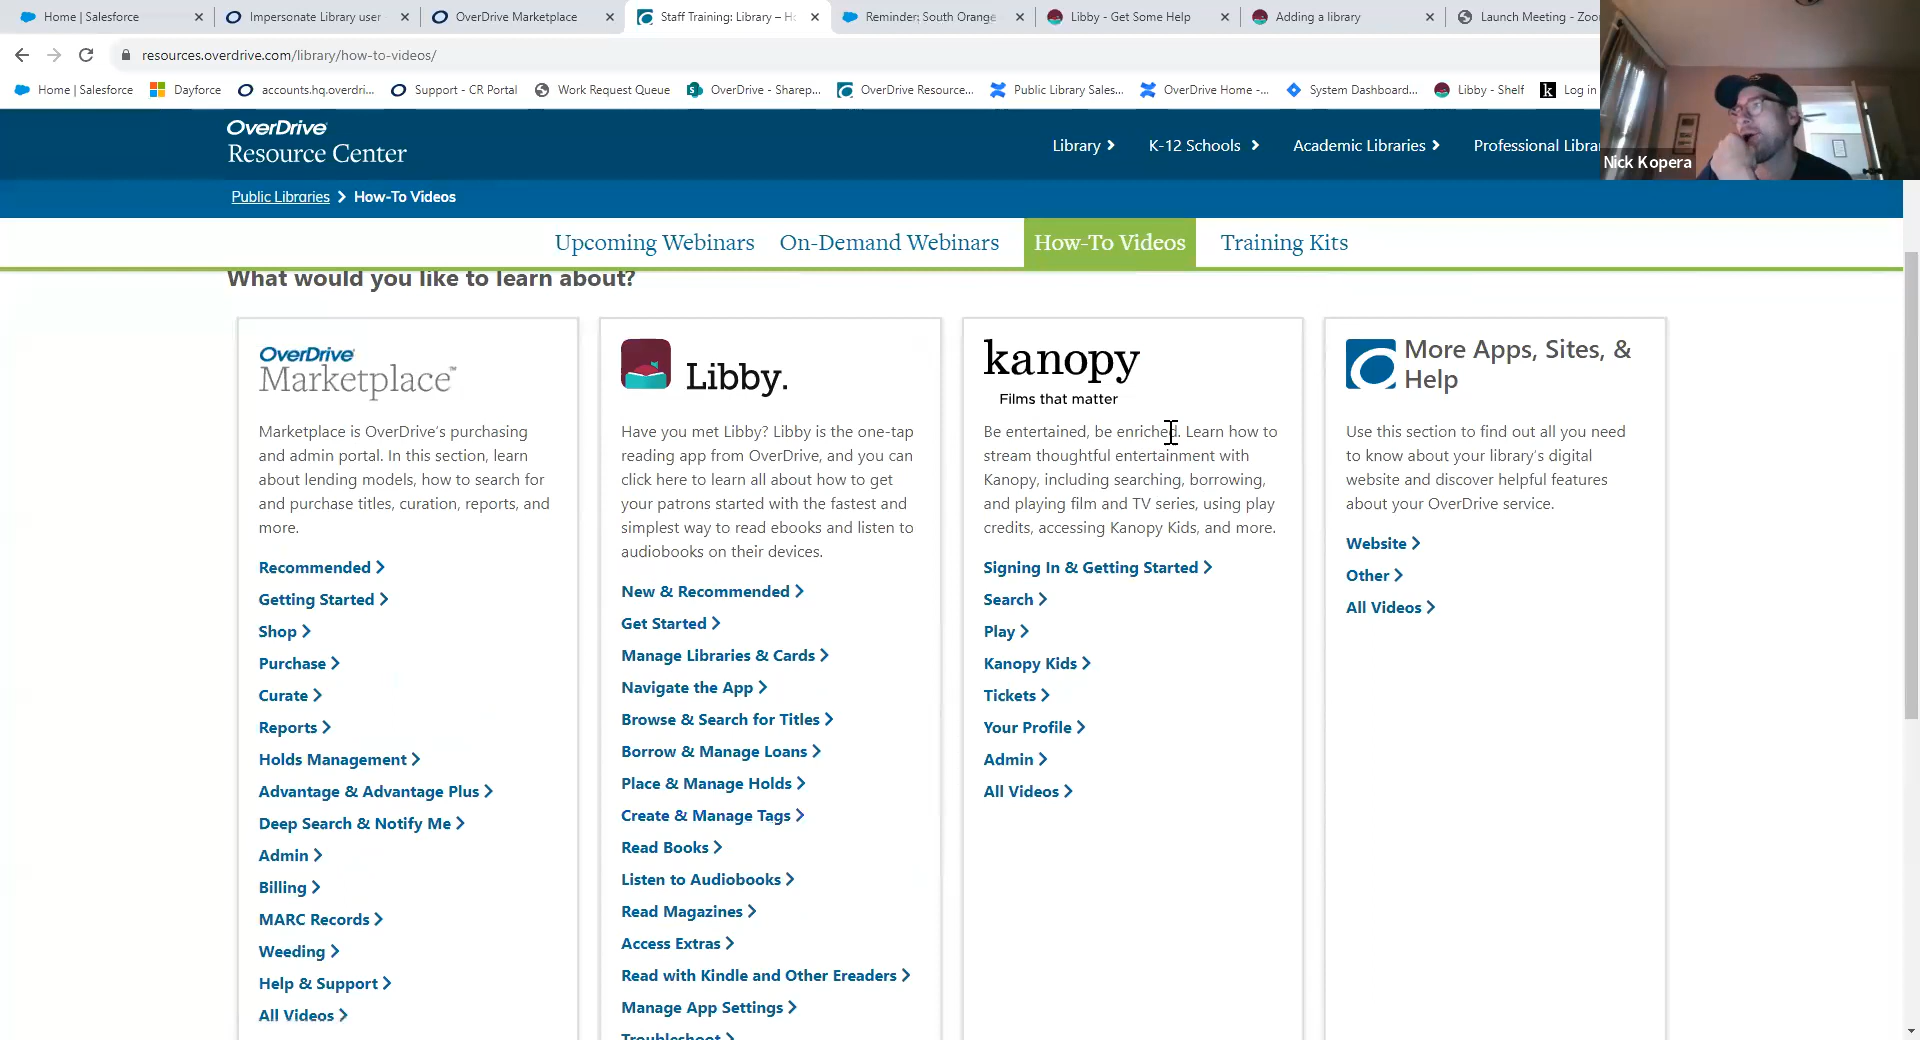 Home | Salesforce
Impersonate Library user
OverDrive Marketplace
Staff Training: Library – H
Reminder: South Orange
Libby - Get Some Help
Adding a library
Launch Meeting - Zoo
resources.overdrive.com/library/how-to-videos/
Home | Salesforce
Dayforce
accounts.hq.overdri...
Support - CR Portal
Work Request Queue
OverDrive - Sharep...
OverDrive Resource...
Public Library Sales...
OverDrive Home -...
System Dashboard...
Libby - Shelf
k
Log in
Nick Kopera
OverDrive
Resource Center
Library
K-12 Schools
Academic Libraries
Professional Libra
Public Libraries > How-To Videos
Upcoming Webinars
On-Demand Webinars
How-To Videos
Training Kits
What would you like to learn about?
OverDrive
Marketplace™
Marketplace is OverDrive's purchasing
and admin portal. In this section, learn
about lending models, how to search for
and purchase titles, curation, reports, and
more.
Recommended
Getting Started
Shop
Purchase
Curate
Reports
Holds Management
Advantage & Advantage Plus
Deep Search & Notify Me
Admin
Billing
MARC Records
Weeding
Help & Support
All Videos
Libby.
Have you met Libby? Libby is the one-tap
reading app from OverDrive, and you can
click here to learn all about how to get
your patrons started with the fastest and
simplest way to read ebooks and listen to
audiobooks on their devices.
New & Recommended
Get Started
Manage Libraries & Cards
Navigate the App
Browse & Search for Titles
Borrow & Manage Loans
Place & Manage Holds
Create & Manage Tags
Read Books
Listen to Audiobooks
Read Magazines
Access Extras
Read with Kindle and Other Ereaders
Manage App Settings
Troubleshoot
kanopy
Films that matter
Be entertained, be enriched. Learn how to
stream thoughtful entertainment with
Kanopy, including searching, borrowing,
and playing film and TV series, using play
credits, accessing Kanopy Kids, and more.
Signing In & Getting Started
Search
Play
Kanopy Kids
Tickets
Your Profile
Admin
All Videos
More Apps, Sites, &
Help
Use this section to find out all you need
to know about your library's digital
website and discover helpful features
about your OverDrive service.
Website
Other
All Videos